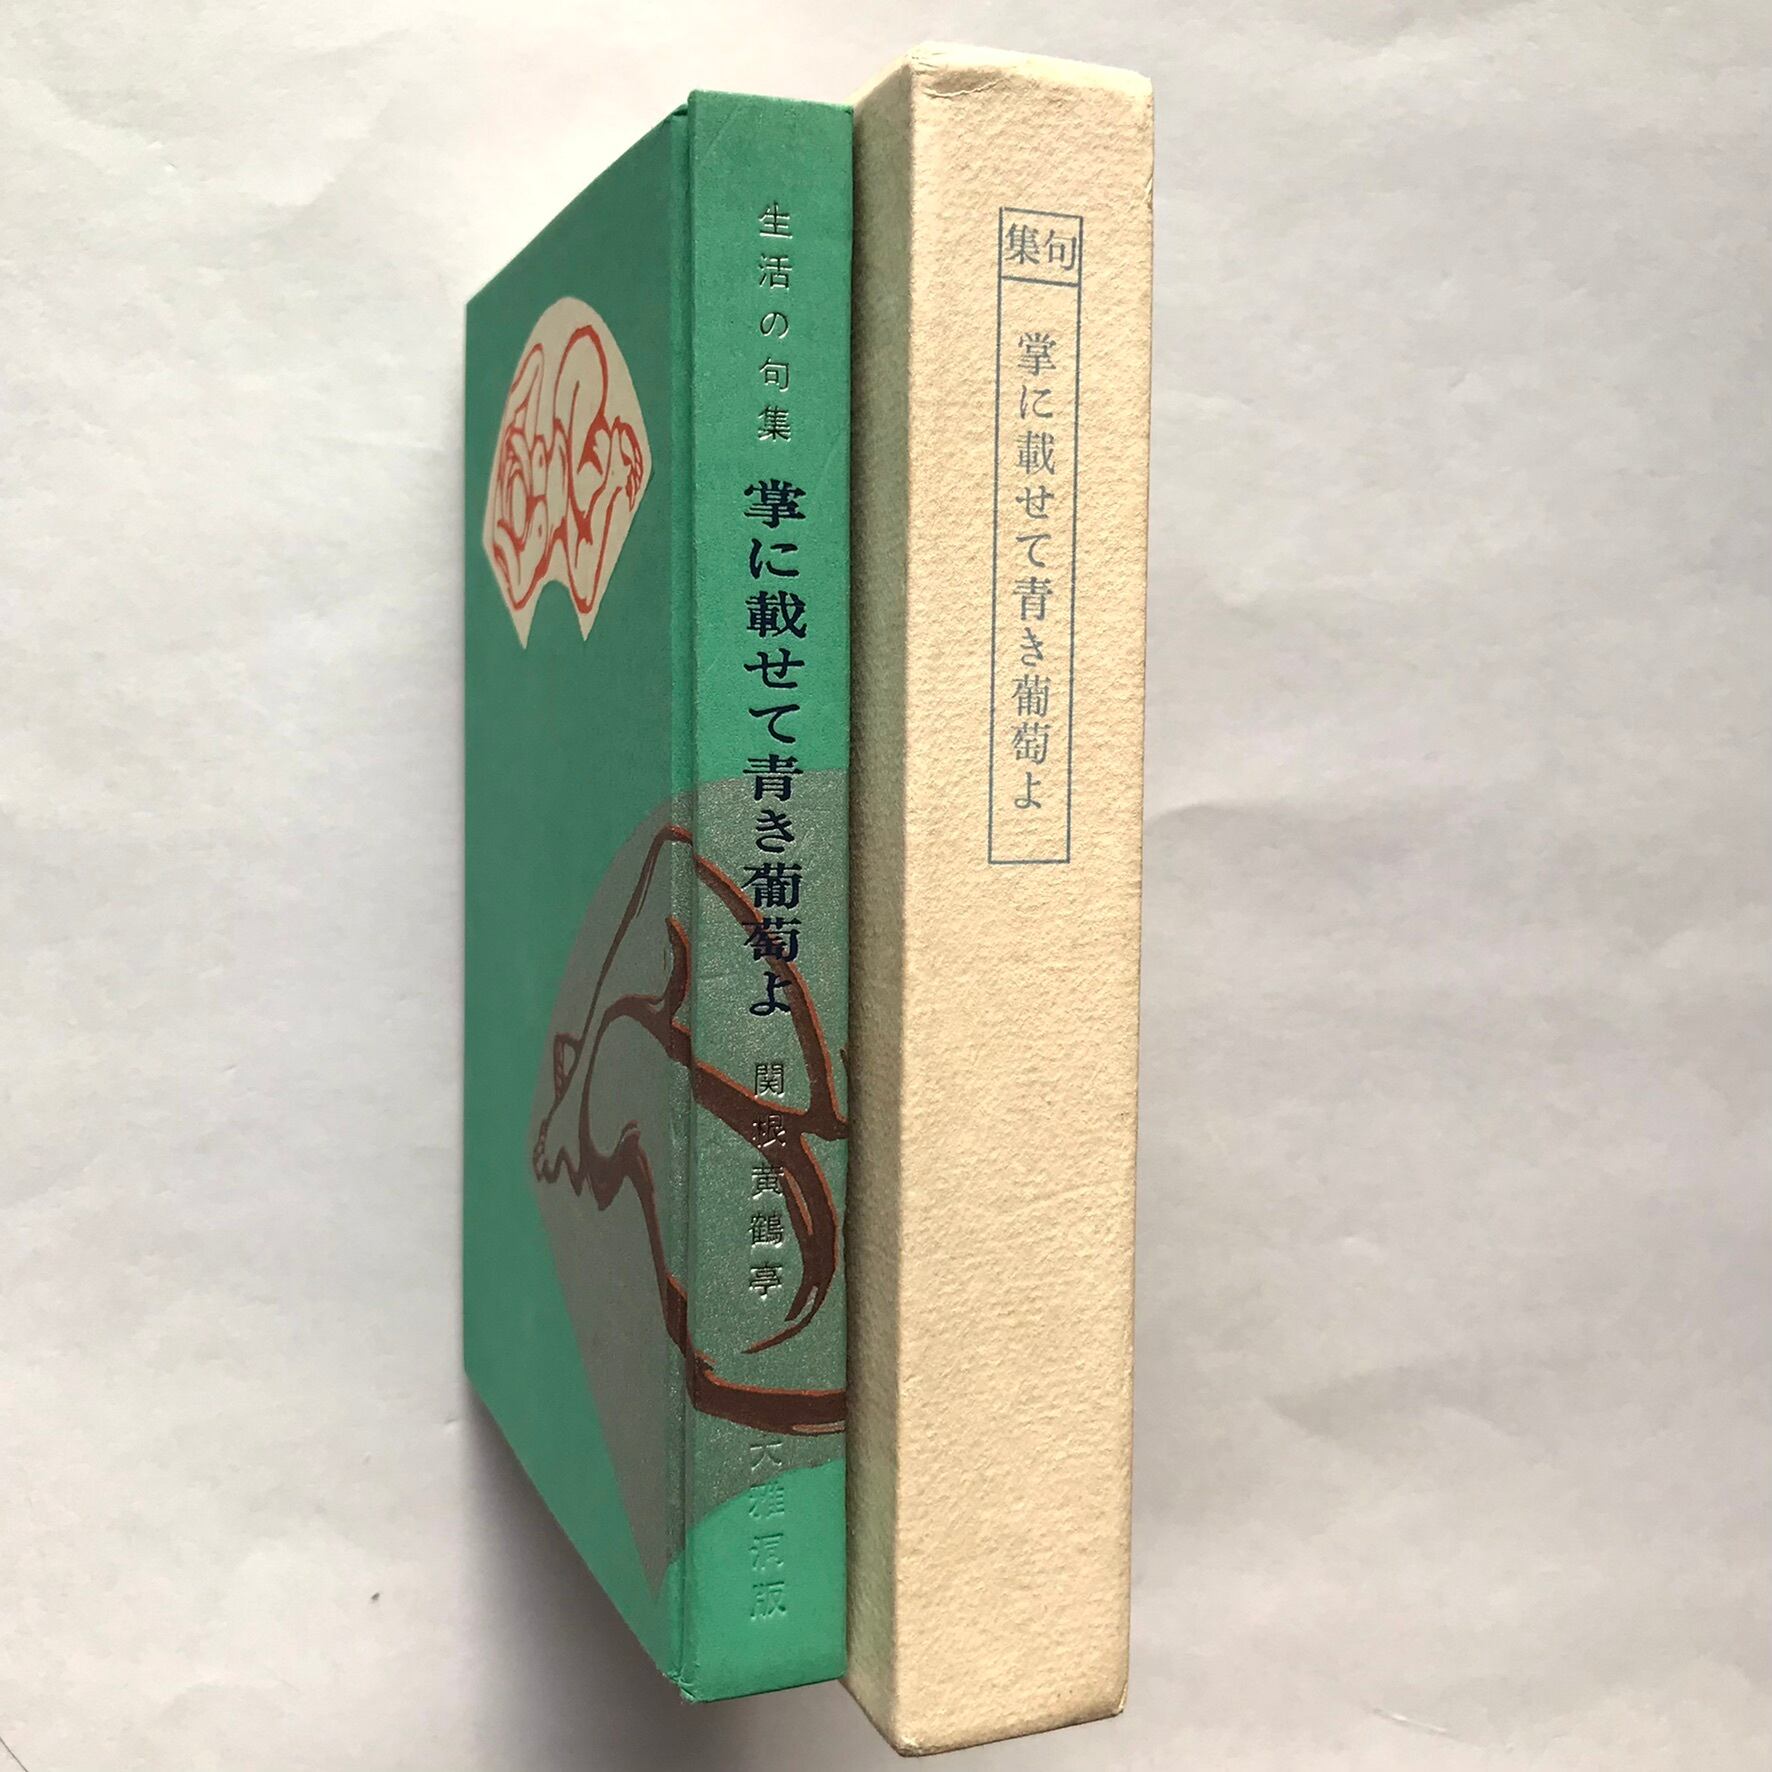 生活の句集 掌に載せて青き葡萄よ 関根黄鶴亭 大雅洞版
句集
掌に載せて青き葡萄よ